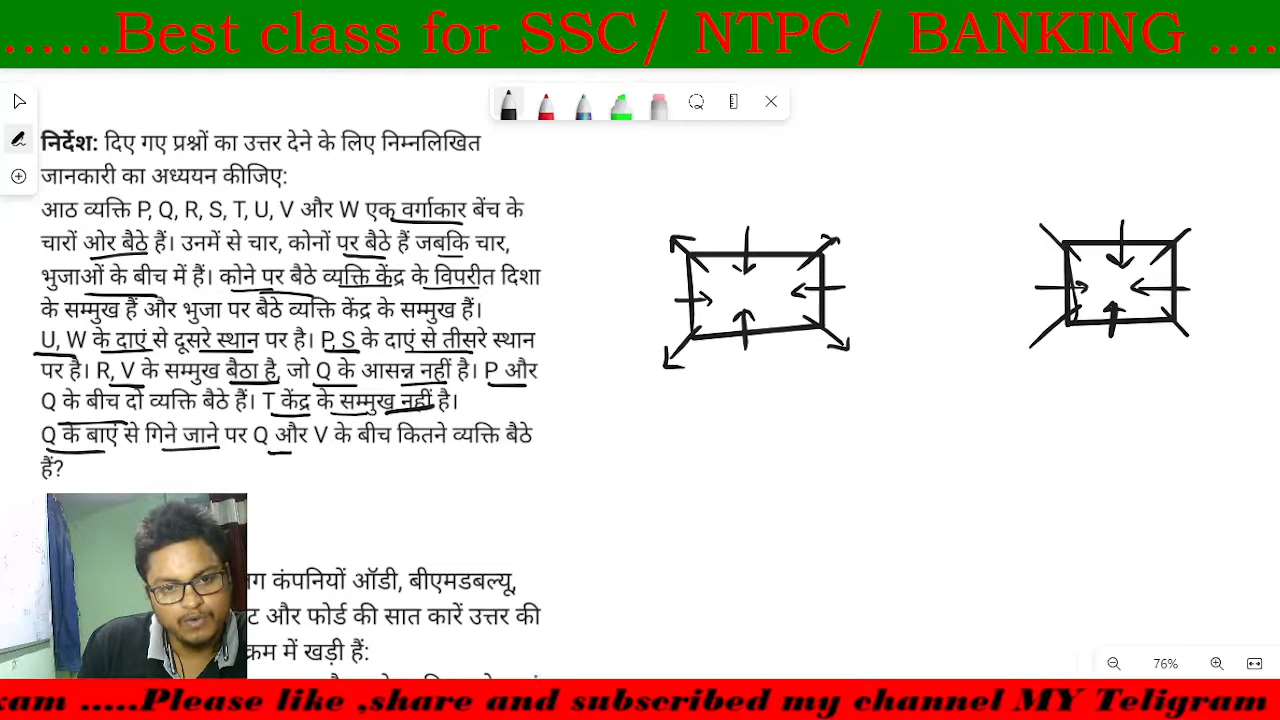 ......Best class for SSC/ NTPC/ BANKING ....
निर्देश: दिए गए प्रश्नों का उत्तर देने के लिए निम्नलिखित
जानकारी का अध्ययन कीजिए:
आठ व्यक्ति P, Q, R, S, T, U, V और W एक वर्गाकार बेंच के
चारों ओर बैठे हैं। उनमें से चार, कोनों पर बैठे हैं जबकि चार,
भुजाओं के बीच में हैं। कोने पर बैठे व्यक्ति केंद्र के विपरीत दिशा
के सम्मुख हैं और भुजा पर बैठे व्यक्ति केंद्र के सम्मुख हैं।
U, W के दाएं से दूसरे स्थान पर है। P, S के दाएं से तीसरे स्थान
पर है। R, V के सम्मुख बैठा है, जो Q के आसन्न नहीं है। P और
Q के बीच दो व्यक्ति बैठे हैं। T केंद्र के सम्मुख नहीं है।
Q के बाएं से गिने जाने पर Q और V के बीच कितने व्यक्ति बैठे
हैं?
कंपनियों ऑडी, बीएमडबल्यू,
और फोर्ड की सात कारें उत्तर की
क्रम में खड़ी हैं:
76%
.....Please like ,share and subscribed my channel MY Teligram